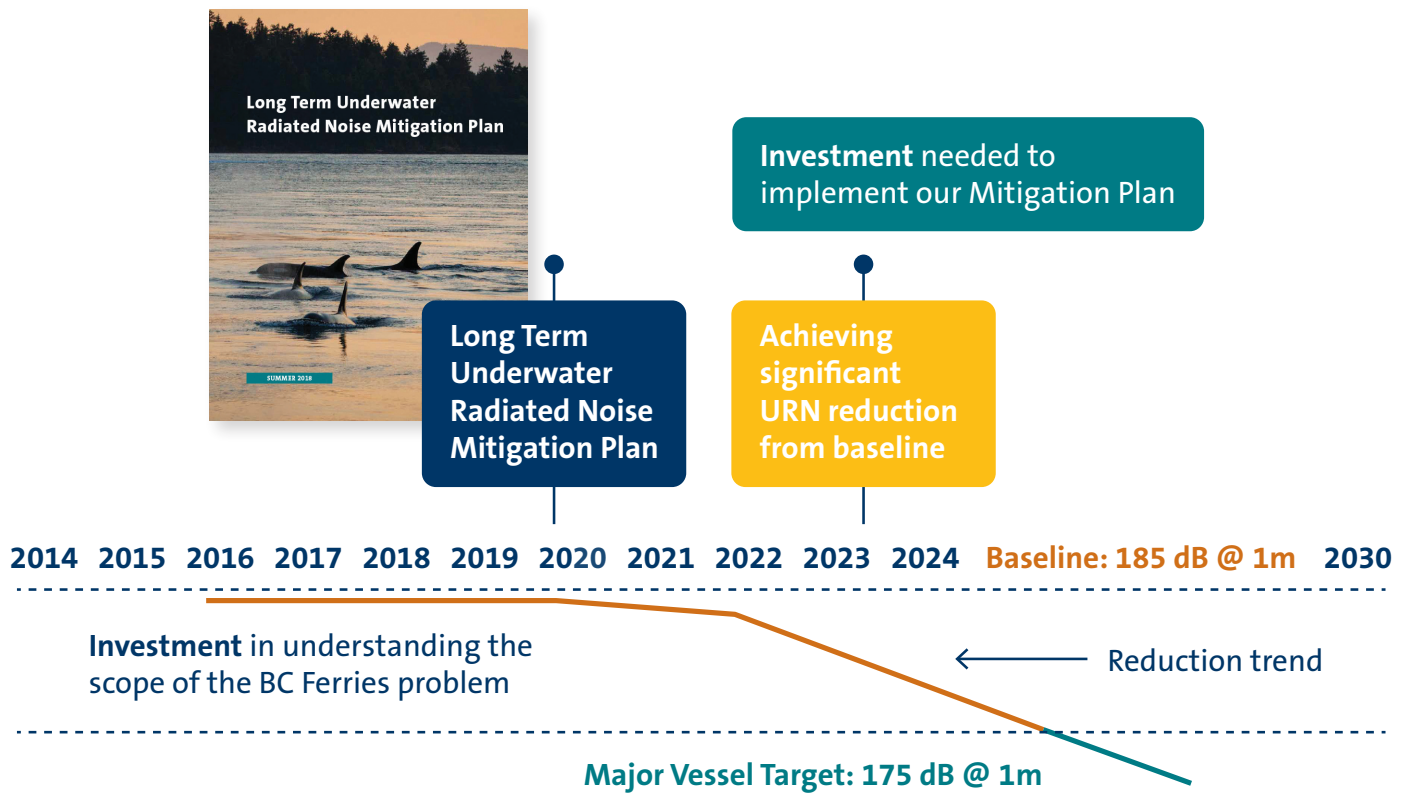 Long Term Underwater
Radiated Noise Mitigation Plan
SUMMER 2018
Investment needed to
implement our Mitigation Plan
Long Term
Underwater
Radiated Noise
Mitigation Plan
Achieving
significant
URN reduction
from baseline
2014 2015 2016 2017 2018 2019 2020 2021 2022 2023 2024 Baseline: 185 dB @ 1m 2030
Investment in understanding the
scope of the BC Ferries problem
Reduction trend
Major Vessel Target: 175 dB @ 1m